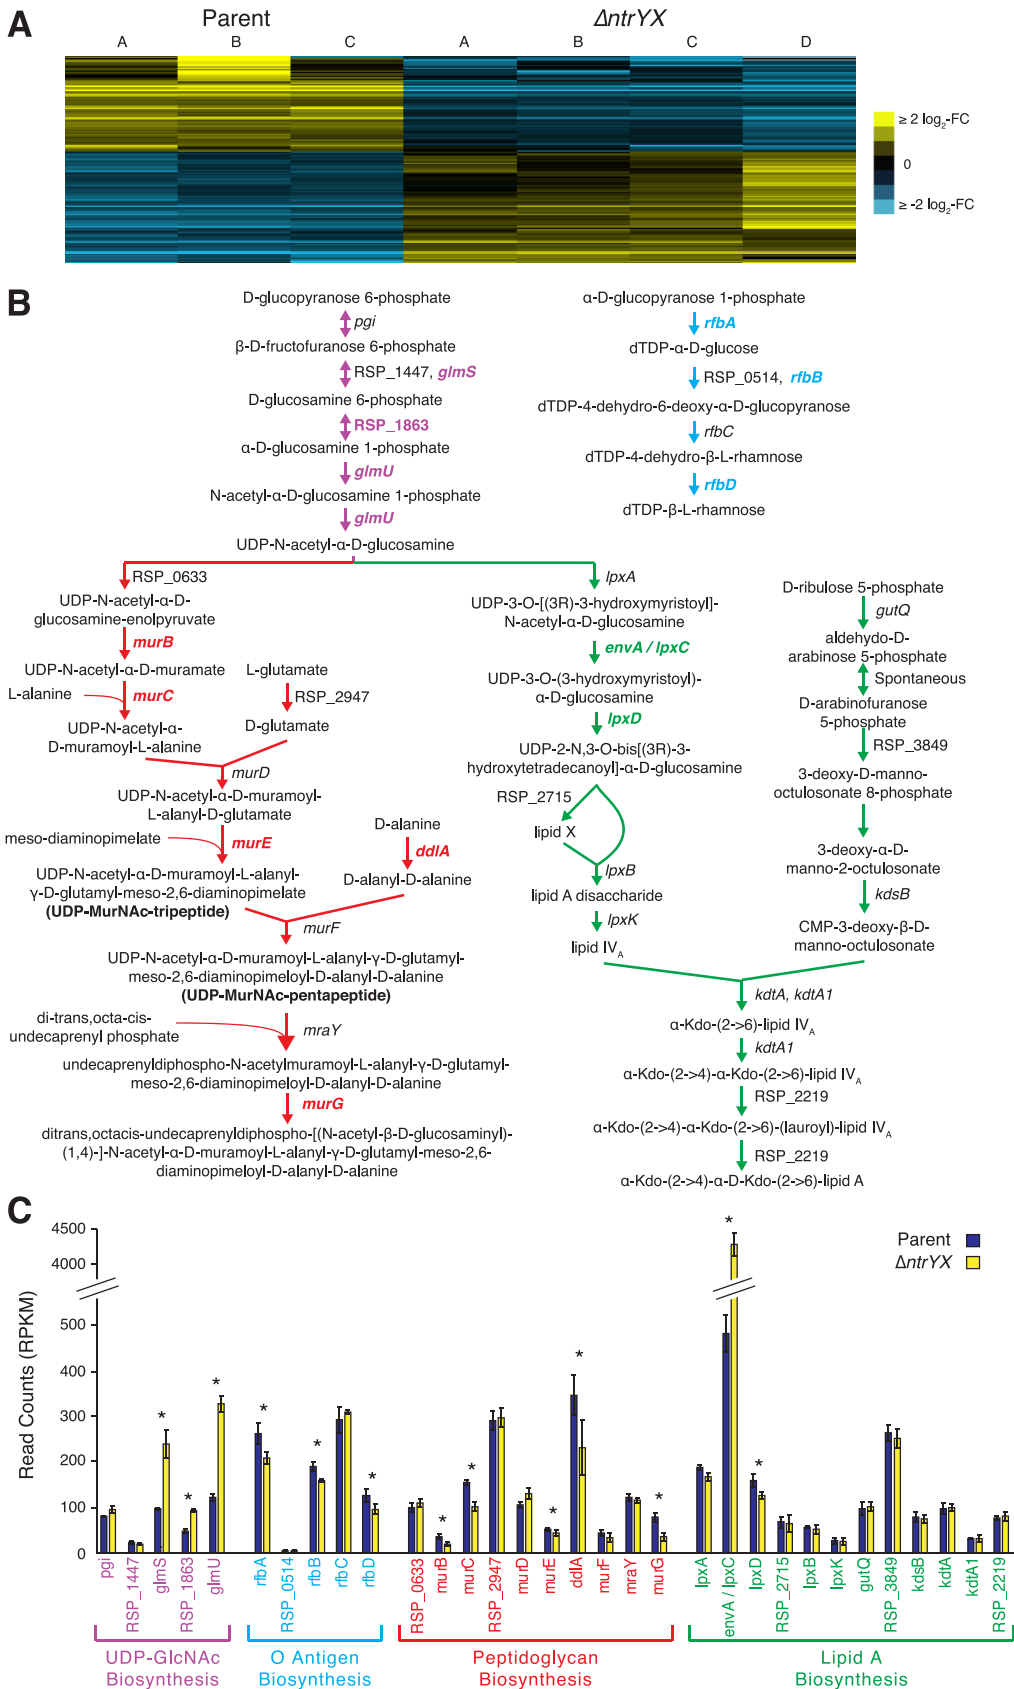 A
Parent
ΔntrYX
A B C A B C D
≥ 2 log2-FC
0
≥ -2 log2-FC
B
D-glucopyranose 6-phosphate
pgi
β-D-fructofuranose 6-phosphate
RSP_1447, glmS
D-glucosamine 6-phosphate
RSP_1863
α-D-glucosamine 1-phosphate
glmU
N-acetyl-α-D-glucosamine 1-phosphate
glmU
UDP-N-acetyl-α-D-glucosamine
α-D-glucopyranose 1-phosphate
rfbA
dTDP-α-D-glucose
RSP_0514, rfbB
dTDP-4-dehydro-6-deoxy-α-D-glucopyranose
rfbC
dTDP-4-dehydro-β-L-rhamnose
rfbD
dTDP-β-L-rhamnose
RSP_0633
UDP-N-acetyl-α-D-
glucosamine-enolpyruvate
murB
UDP-N-acetyl-α-D-muramate
L-alanine
murC
UDP-N-acetyl-α-
D-muramoyl-L-alanine
L-glutamate
RSP_2947
D-glutamate
murD
UDP-N-acetyl-α-D-muramoyl-
L-alanyl-D-glutamate
meso-diaminopimelate
murE
UDP-N-acetyl-α-D-muramoyl-L-alanyl-
γ-D-glutamyl-meso-2,6-diaminopimelate
(UDP-MurNAc-tripeptide)
D-alanine
ddlA
D-alanyl-D-alanine
murF
UDP-N-acetyl-α-D-muramoyl-L-alanyl-γ-D-glutamyl-
meso-2,6-diaminopimeloyl-D-alanyl-D-alanine
(UDP-MurNAc-pentapeptide)
di-trans,octa-cis-
undecaprenyl phosphate
mraY
undecaprenyldiphospho-N-acetylmuramoyl-L-alanyl-γ-D-glutamyl-
meso-2,6-diaminopimeloyl-D-alanyl-D-alanine
murG
ditrans,octacis-undecaprenyldiphospho-[(N-acetyl-β-D-glucosaminyl)-
(1,4)-]-N-acetyl-α-D-muramoyl-L-alanyl-γ-D-glutamyl-meso-2,6-
diaminopimeloyl-D-alanyl-D-alanine
lpxA
UDP-3-O-[(3R)-3-hydroxymyristoyl]-
N-acetyl-α-D-glucosamine
envA / lpxC
UDP-3-O-(3-hydroxymyristoyl)-
α-D-glucosamine
lpxD
UDP-2-N,3-O-bis[(3R)-3-
hydroxytetradecanoyl]-α-D-glucosamine
RSP_2715
lipid X
lpxB
lipid A disaccharide
lpxK
lipid IVA
D-ribulose 5-phosphate
gutQ
aldehydo-D-
arabinose 5-phosphate
Spontaneous
D-arabinofuranose
5-phosphate
RSP_3849
3-deoxy-D-manno-
octulosonate 8-phosphate
3-deoxy-α-D-
manno-2-octulosonate
kdsB
CMP-3-deoxy-β-D-
manno-octulosonate
kdtA, kdtA1
α-Kdo-(2->6)-lipid IVA
kdtA1
α-Kdo-(2->4)-α-Kdo-(2->6)-lipid IVA
RSP_2219
α-Kdo-(2->4)-α-Kdo-(2->6)-(lauroyl)-lipid IVA
RSP_2219
α-Kdo-(2->4)-α-D-Kdo-(2->6)-lipid A
C
Read Counts (RPKM)
4500
4000
500
400
300
200
100
0
Parent
ΔntrYX
* * * * * * * * * * * * *
pgi
RSP_1447
glmS
RSP_1863
glmU
rfbA
RSP_0514
rfbB
rfbC
rfbD
RSP_0633
murB
murC
RSP_2947
murD
murE
ddlA
murF
mraY
murG
lpxA
envA / lpxC
lpxD
RSP_2715
lpxB
lpxK
gutQ
RSP_3849
kdsB
kdtA
kdtA1
RSP_2219
UDP-GlcNAc
Biosynthesis
O Antigen
Biosynthesis
Peptidoglycan
Biosynthesis
Lipid A
Biosynthesis